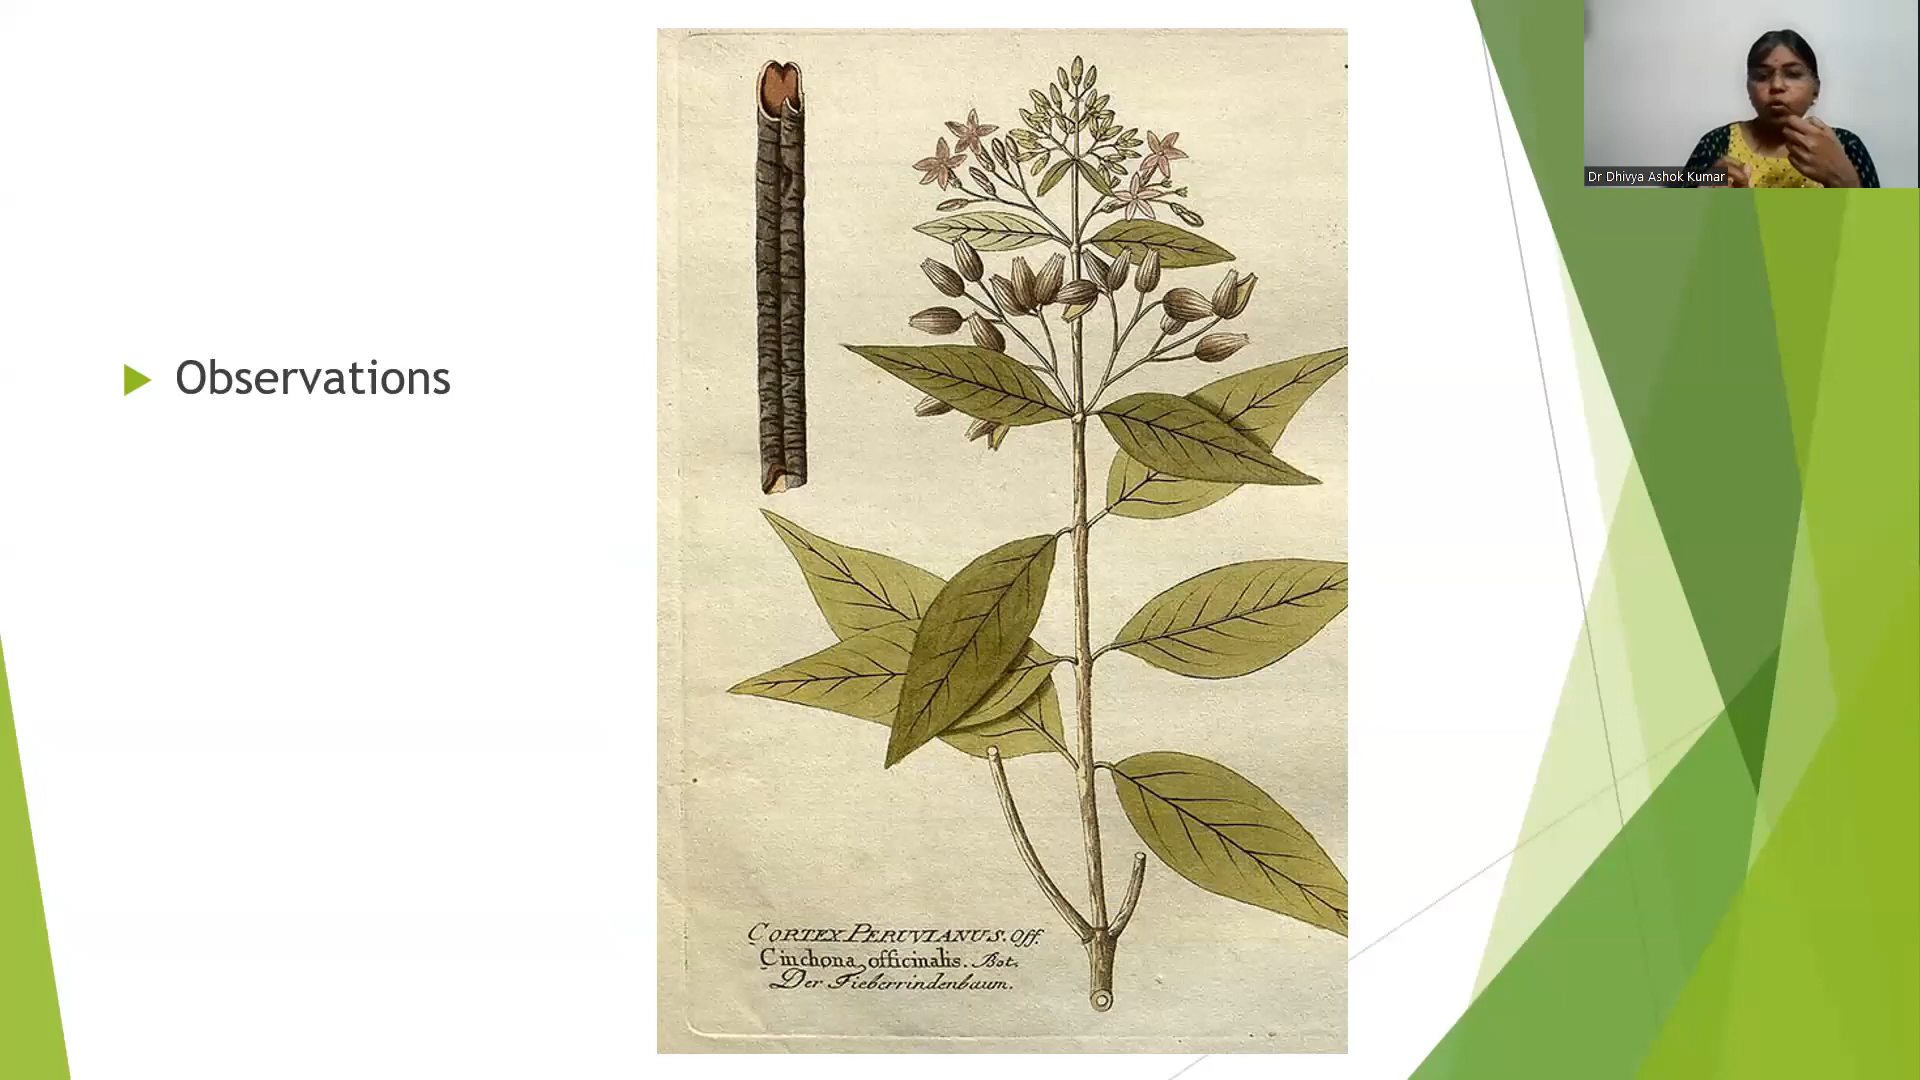 Observations
CORTEX PERUVIANUS. Off.
Cinchona officinalis. Bot.
Der Fieberrindenbaum.
Dr Dhivya Ashok Kumar